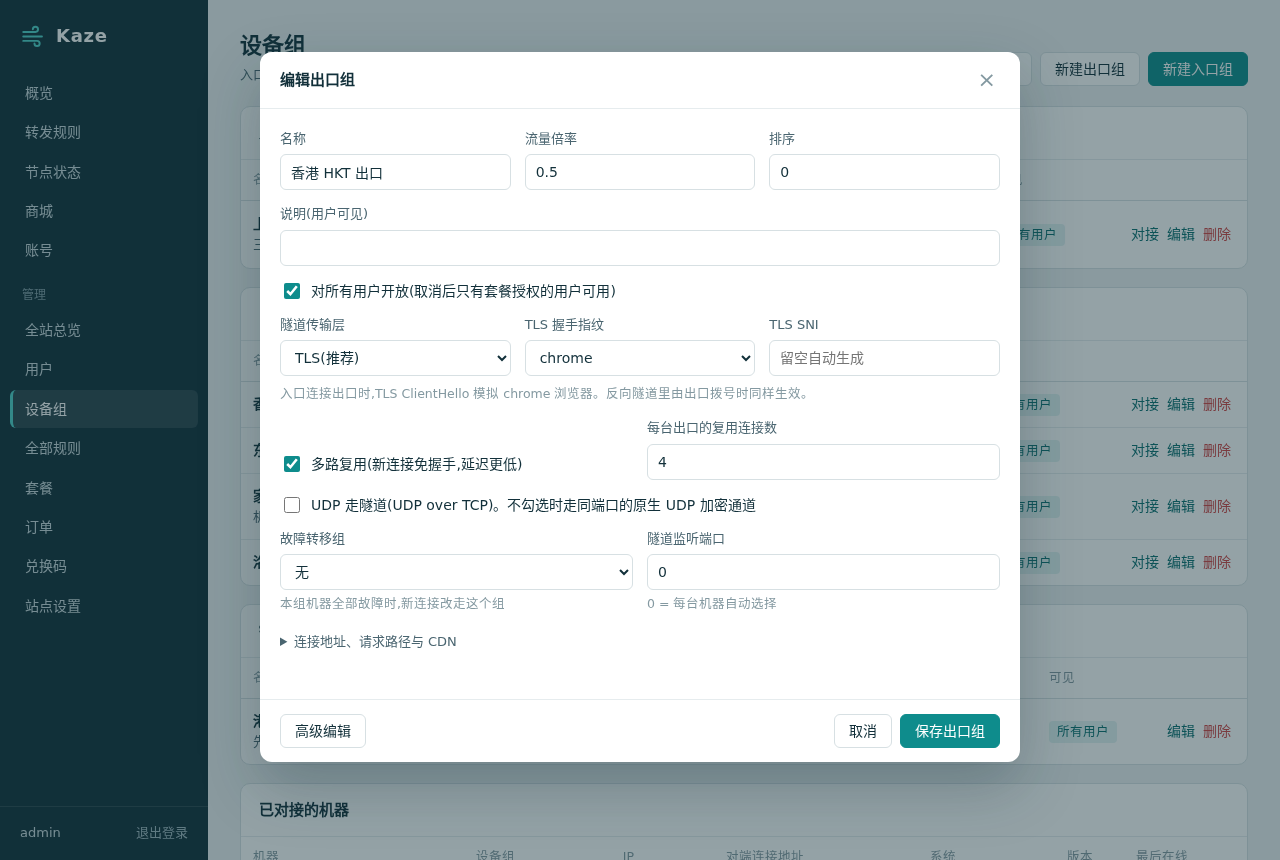 Kaze
概览
转发规则
节点状态
商城
账号
管理
全站总览
用户
设备组
全部规则
套餐
订单
兑换码
站点设置
admin
退出登录
设备组
新建出口组
新建入口组
编辑出口组
名称
流量倍率
排序
香港 HKT 出口
0.5
0
说明(用户可见)
对所有用户开放(取消后只有套餐授权的用户可用)
隧道传输层
TLS 握手指纹
TLS SNI
TLS(推荐)
chrome
留空自动生成
入口连接出口时,TLS ClientHello 模拟 chrome 浏览器。反向隧道里由出口拨号时同样生效。
多路复用(新连接免握手,延迟更低)
每台出口的复用连接数
4
UDP 走隧道(UDP over TCP)。不勾选时走同端口的原生 UDP 加密通道
故障转移组
隧道监听端口
无
0
本组机器全部故障时,新连接改走这个组
0 = 每台机器自动选择
连接地址、请求路径与 CDN
高级编辑
取消
保存出口组
有用户
对接 编辑 删除
有用户
对接 编辑 删除
有用户
对接 编辑 删除
有用户
对接 编辑 删除
有用户
对接 编辑 删除
可见
所有用户
编辑 删除
已对接的机器
机器
设备组
IP
对端连接地址
系统
版本
最后在线